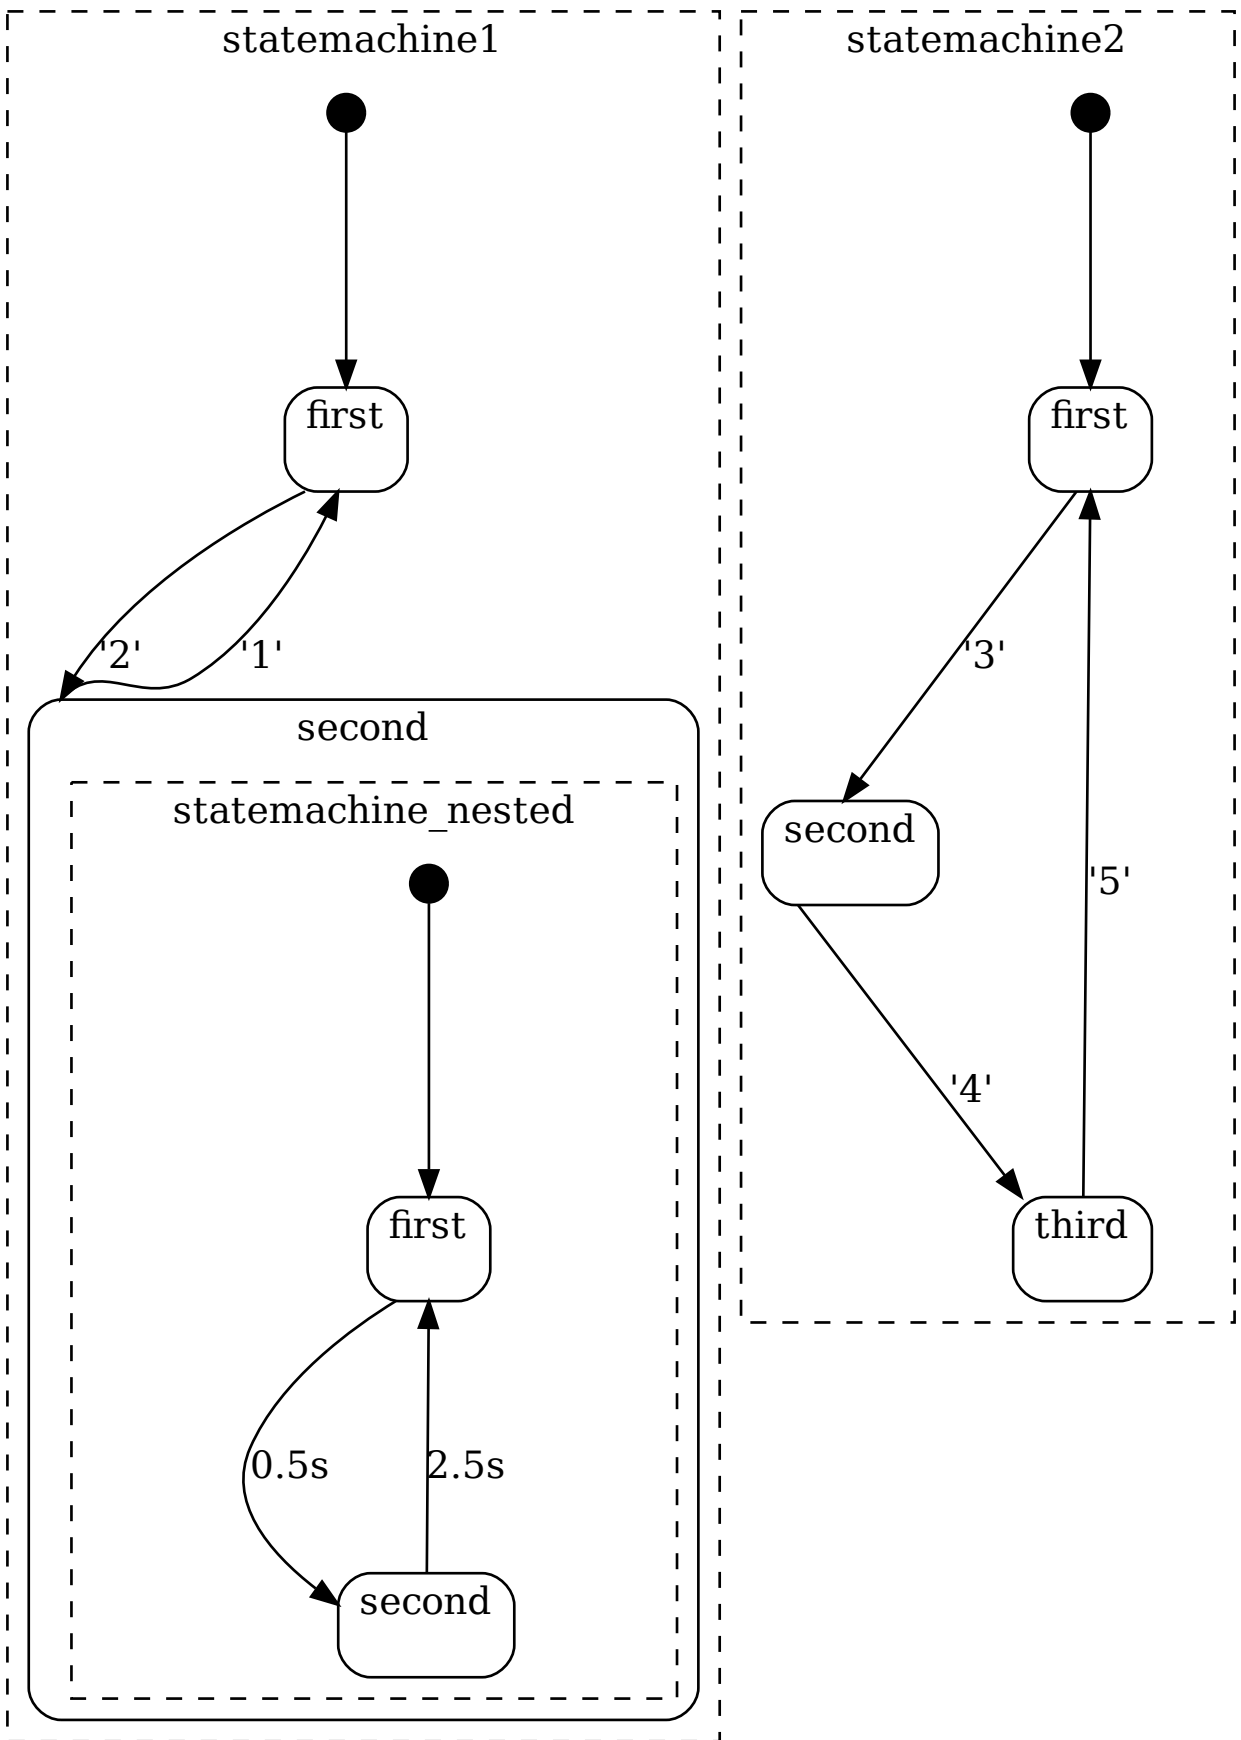 statemachine1
first
'2'
'1'
second
statemachine_nested
first
0.5s
2.5s
second
statemachine2
first
'3'
second
'5'
'4'
third